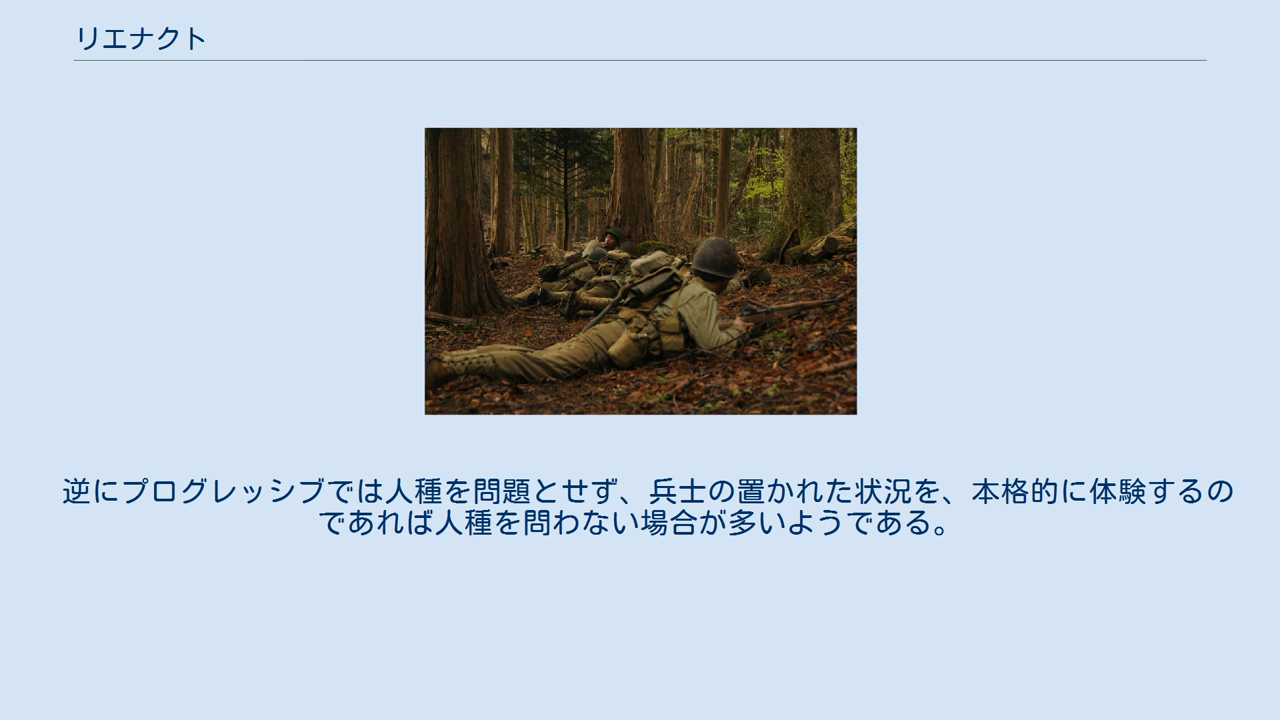 リエナクト
逆にプログレッシブでは人種を問題とせず、兵士の置かれた状況を、本格的に体験するの
であれば人種を問わない場合が多いようである。